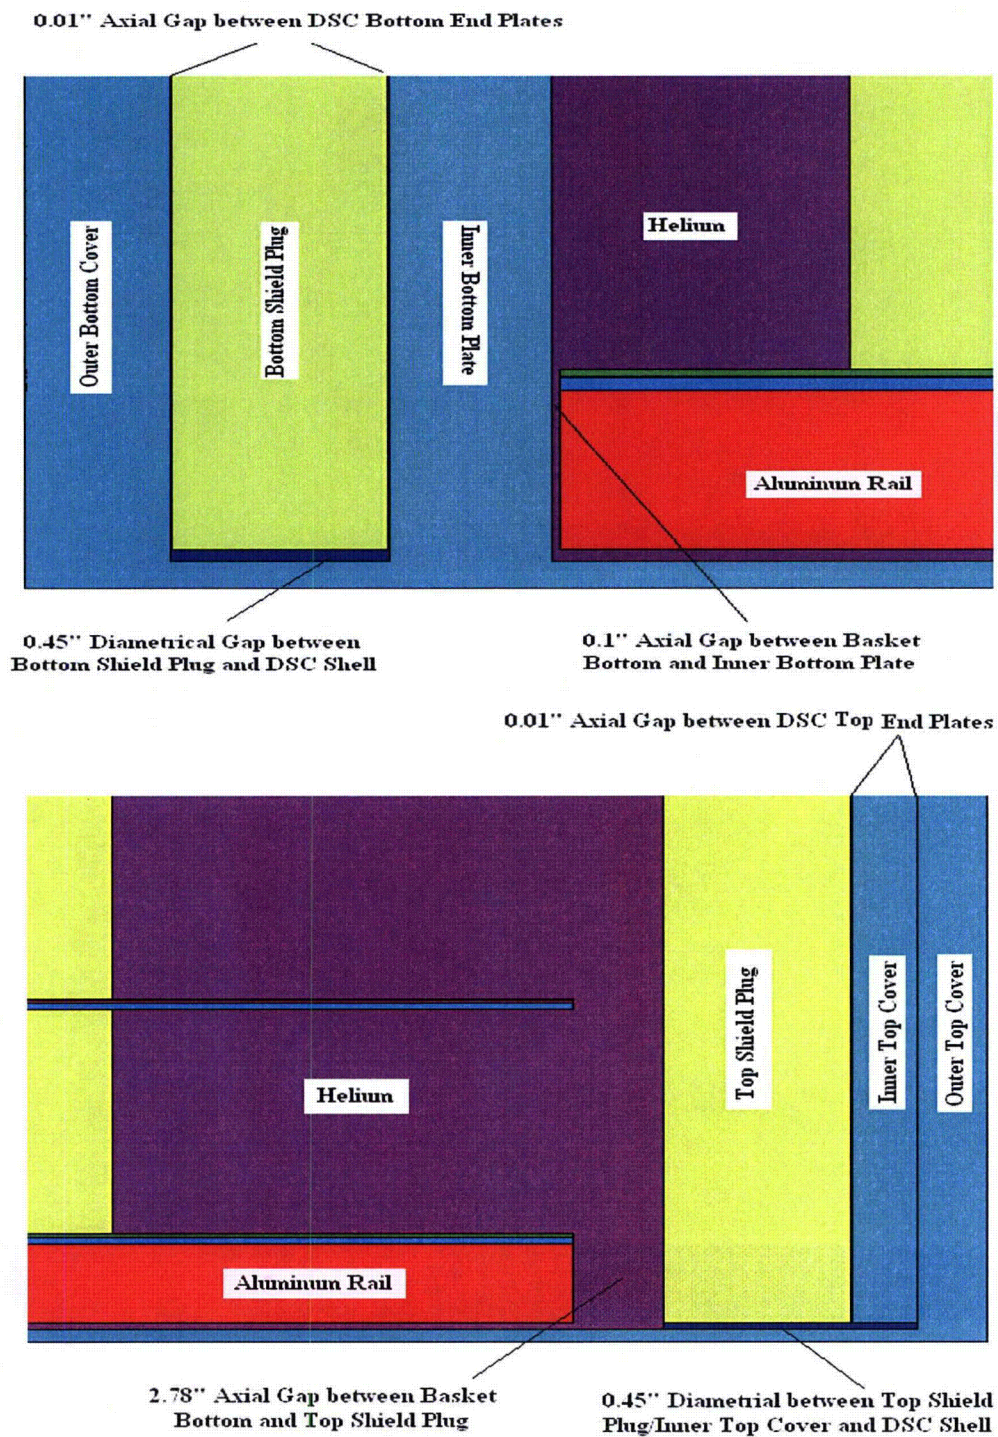 0.01" Axial Gap between DSC Bottom End Plates
Outer Bottom Cover
Bottom Shield Plug
Inner Bottom Plate
Helium
Aluminum Rail
0.45" Diametrical Gap between
Bottom Shield Plug and DSC Shell
0.1" Axial Gap between Basket
Bottom and Inner Bottom Plate
0.01" Axial Gap between DSC Top End Plates
Top Shield Plug
Inner Top Cover
Outer Top Cover
Helium
Aluminum Rail
2.78" Axial Gap between Basket
Bottom and Top Shield Plug
0.45" Diametrial between Top Shield
Plug/Inner Top Cover and DSC Shell